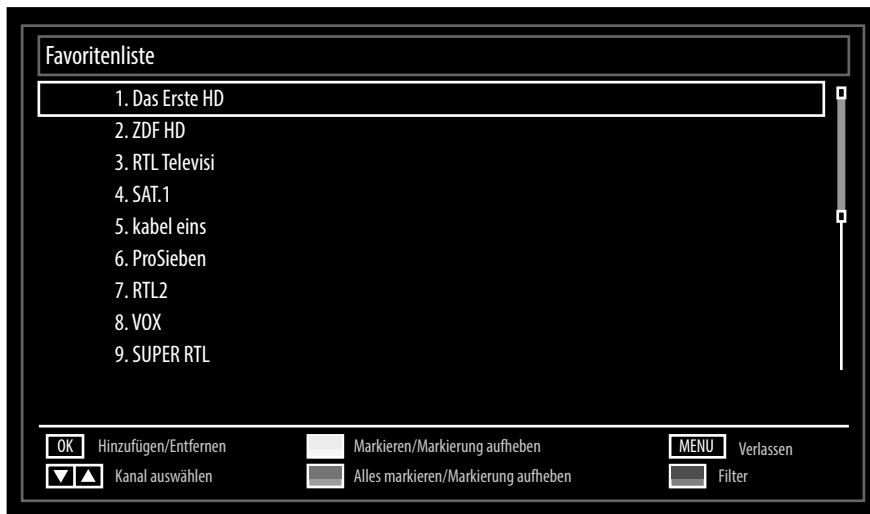 Favoritenliste
1. Das Erste HD
2. ZDF HD
3. RTL Televisi
4. SAT.1
5. kabel eins
6. ProSieben
7. RTL2
8. VOX
9. SUPER RTL
OK Hinzufügen/Entfernen Markieren/Markierung aufheben MENU Verlassen
Kanal auswählen Alles markieren/Markierung aufheben Filter